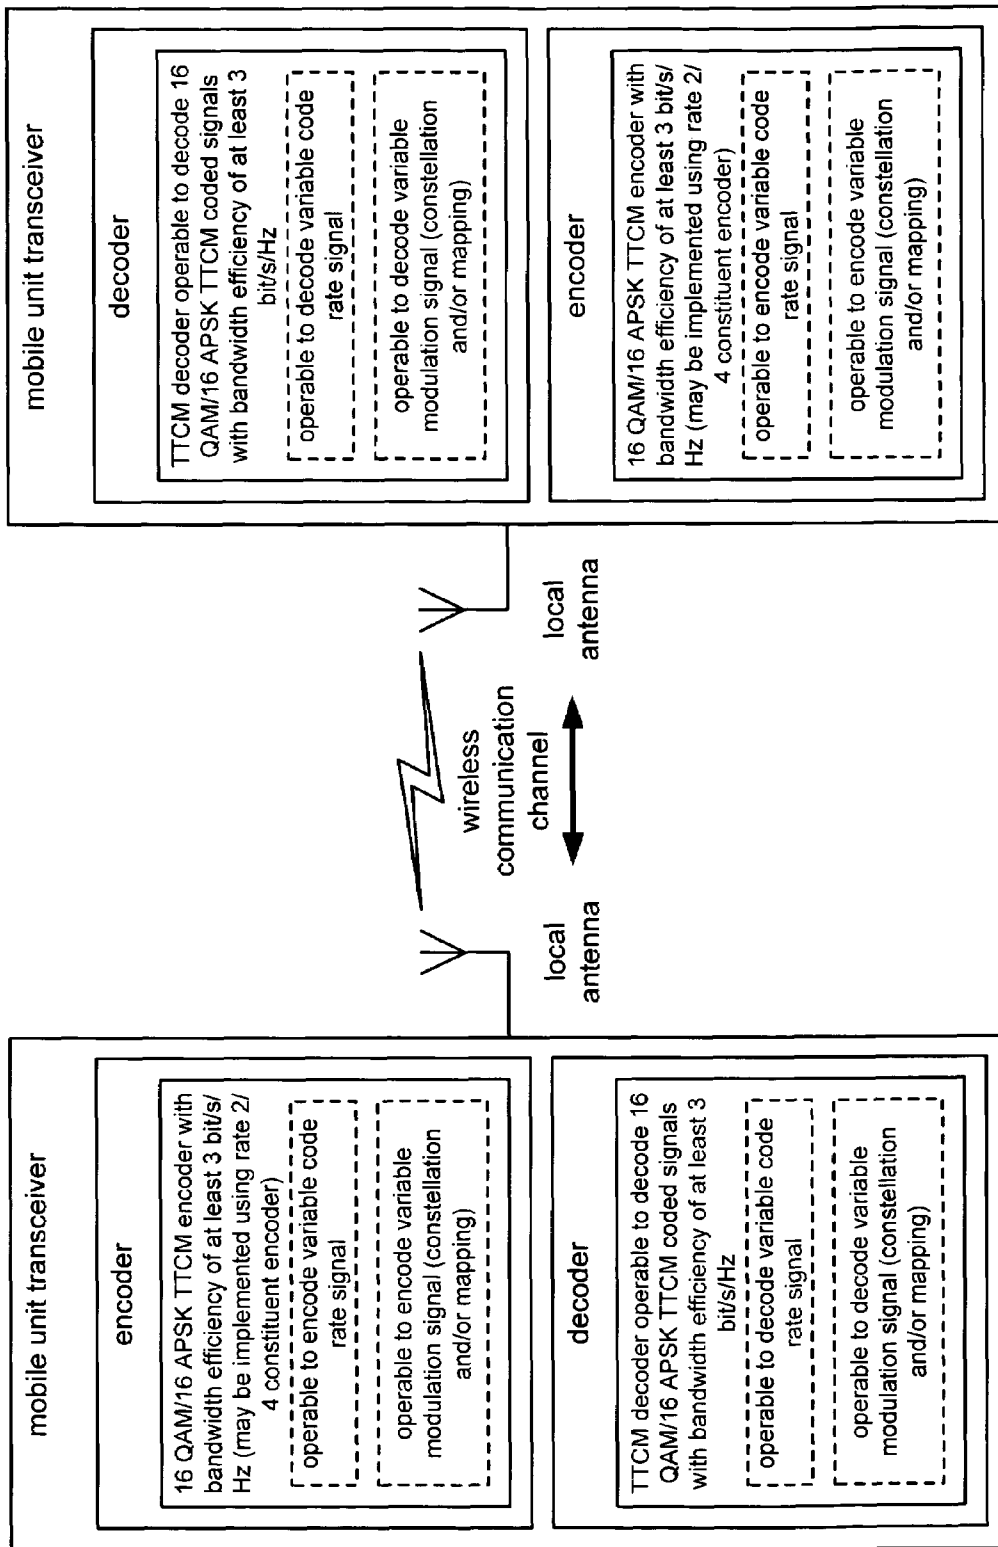 mobile unit transceiver
encoder
16 QAM/16 APSK TTCM encoder with
bandwidth efficiency of at least 3 bit/s/
Hz (may be implemented using rate 2/
4 constituent encoder)
operable to encode variable code
rate signal
operable to encode variable
modulation signal (constellation
and/or mapping)
decoder
TTCM decoder operable to decode 16
QAM/16 APSK TTCM coded signals
with bandwidth efficiency of at least 3
bit/s/Hz
operable to decode variable code
rate signal
operable to decode variable
modulation signal (constellation
and/or mapping)
local
antenna
wireless
communication
channel
local
antenna
mobile unit transceiver
decoder
TTCM decoder operable to decode 16
QAM/16 APSK TTCM coded signals
with bandwidth efficiency of at least 3
bit/s/Hz
operable to decode variable code
rate signal
operable to decode variable
modulation signal (constellation
and/or mapping)
encoder
16 QAM/16 APSK TTCM encoder with
bandwidth efficiency of at least 3 bit/s/
Hz (may be implemented using rate 2/
4 constituent encoder)
operable to encode variable code
rate signal
operable to encode variable
modulation signal (constellation
and/or mapping)